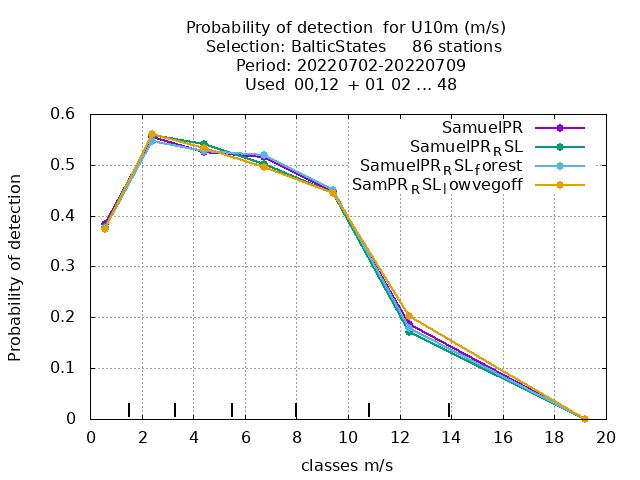 Probability of detection  for U10m (m/s)
Selection: BalticStates     86 stations
Period: 20220702-20220709
Used  00,12  + 01 02 ... 48
SamuelPR
SamuelPR_RSL
SamuelPR_RSL_forest
SamPR_RSL_lowvegoff
Probability of detection
0.6
0.5
0.4
0.3
0.2
0.1
0
0 2 4 6 8 10 12 14 16 18 20
classes m/s